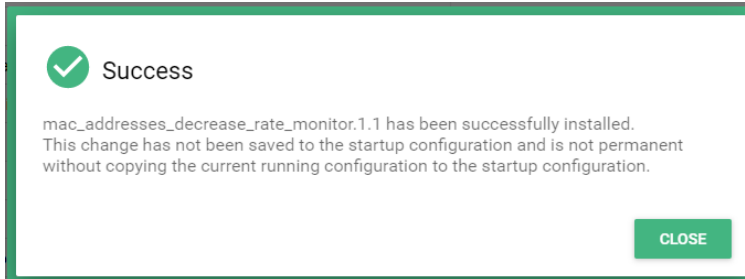 Success
mac_addresses_decrease_rate_monitor.1.1 has been successfully installed.
This change has not been saved to the startup configuration and is not permanent
without copying the current running configuration to the startup configuration.
CLOSE